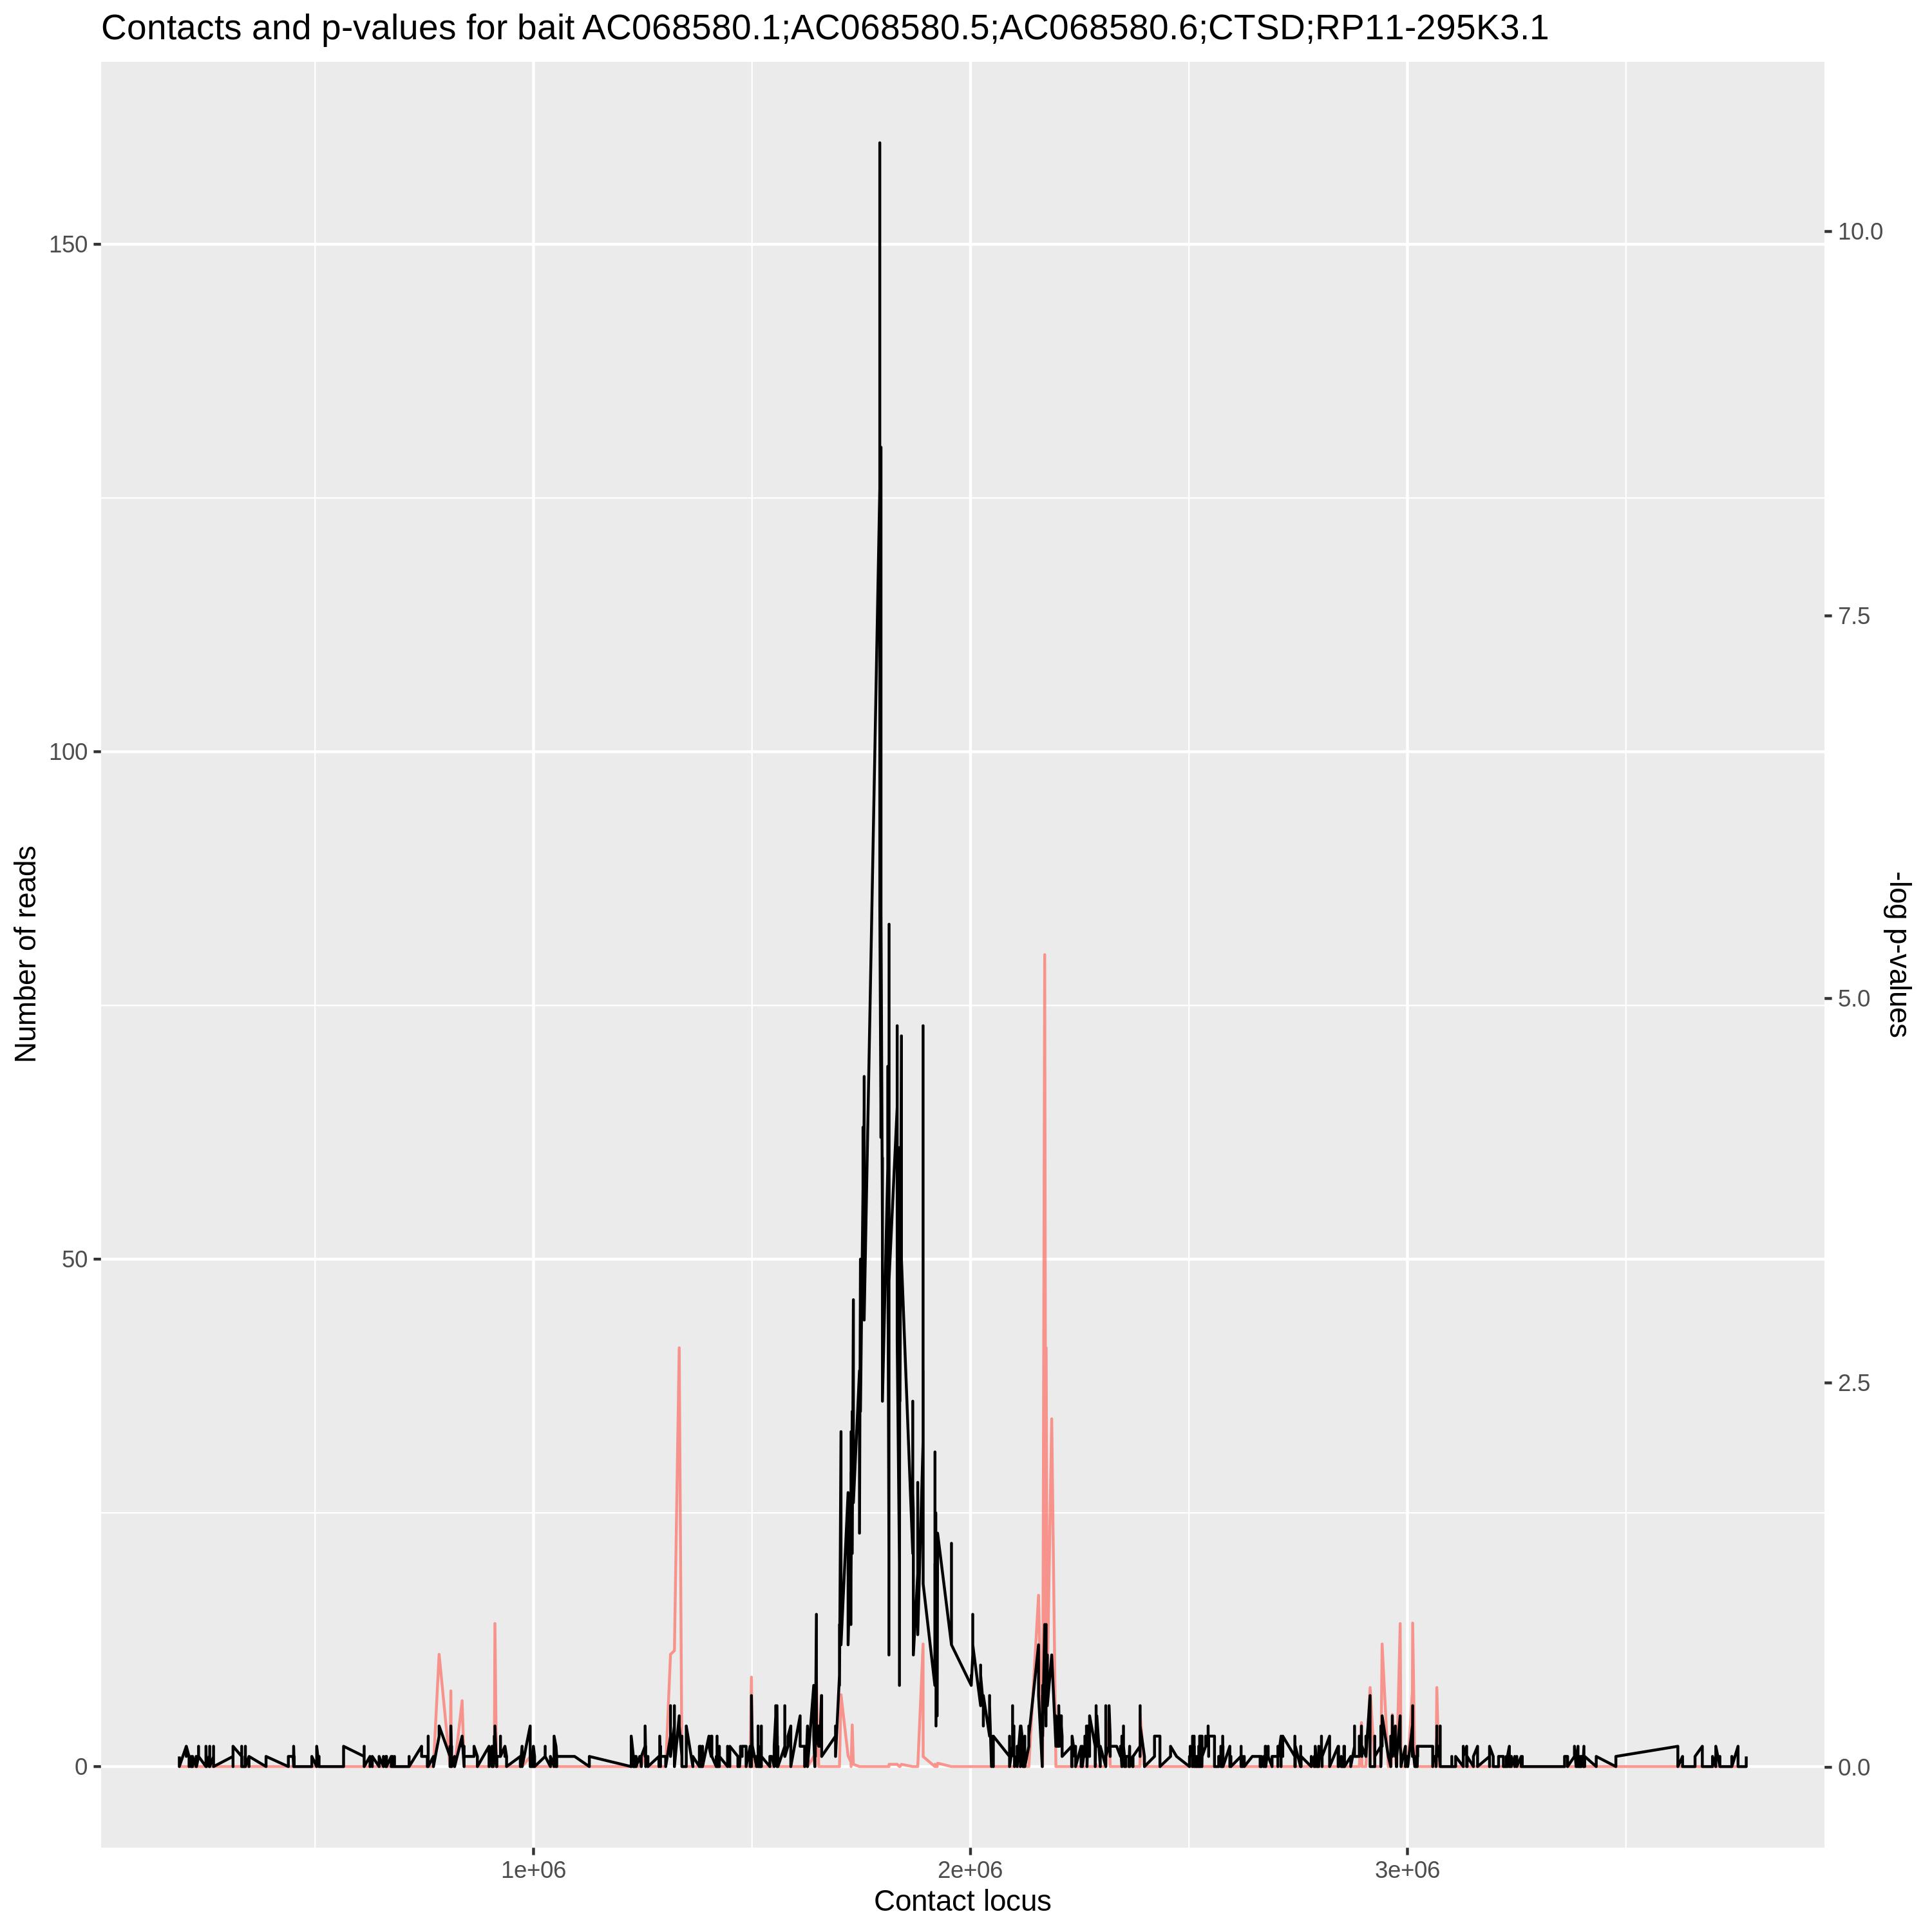 Contacts and p-values for bait AC068580.1;AC068580.5;AC068580.6;CTSD;RP11-295K3.1
150
100
50
0
Number of reads
10.0
7.5
5.0
2.5
0.0
-log p-values
1e+06 2e+06 3e+06
Contact locus